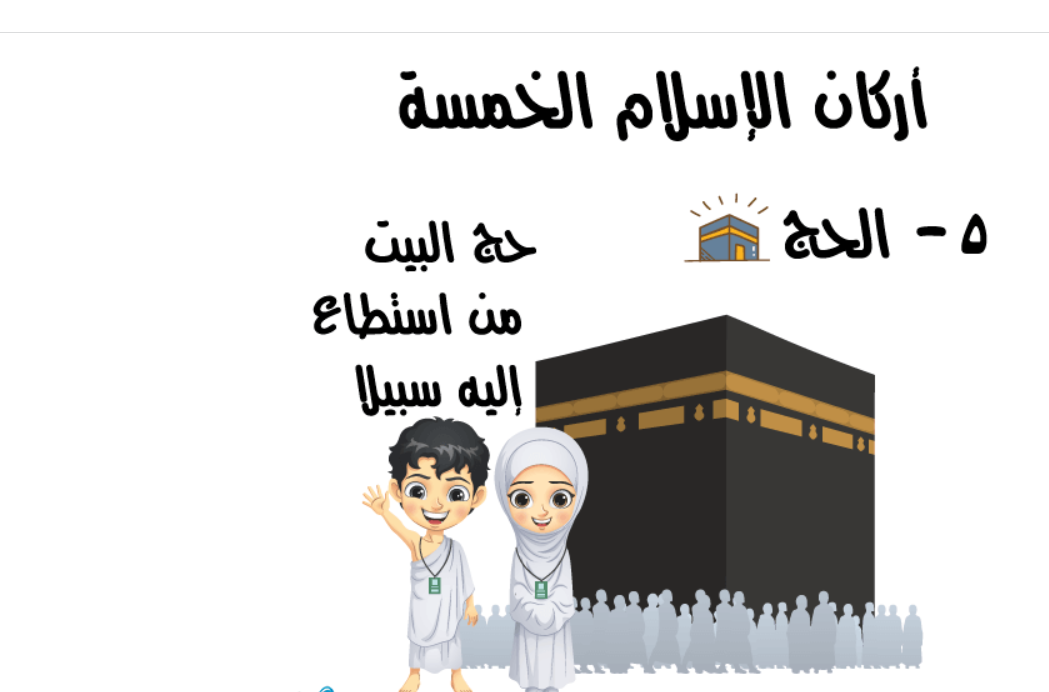 أركان الإسلام الخمسة
٥ - الحج
حج البيت
من استطاع
إليه سبيلا